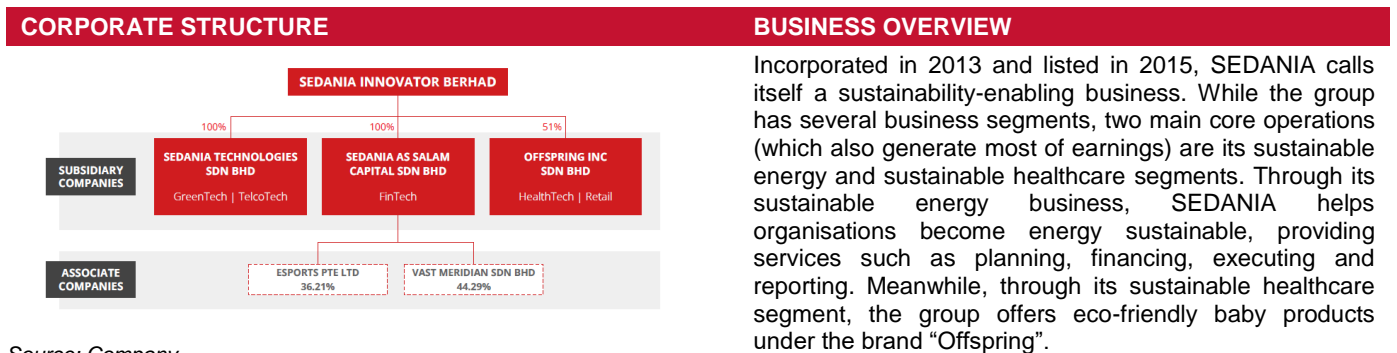 CORPORATE STRUCTURE
BUSINESS OVERVIEW
SEDANIA INNOVATOR BERHAD
100%
100%
51%
SUBSIDIARY
COMPANIES
SEDANIA TECHNOLOGIES
SDN BHD
GreenTech | TelcoTech
SEDANIA AS SALAM
CAPITAL SDN BHD
FinTech
OFFSPRING INC
SDN BHD
HealthTech | Retail
ASSOCIATE
COMPANIES
ESPORTS PTE LTD
36.21%
VAST MERIDIAN SDN BHD
44.29%
Source: Company
Incorporated in 2013 and listed in 2015, SEDANIA calls
itself a sustainability-enabling business. While the group
has several business segments, two main core operations
(which also generate most of earnings) are its sustainable
energy and sustainable healthcare segments. Through its
sustainable energy business, SEDANIA helps
organisations become energy sustainable, providing
services such as planning, financing, executing and
reporting. Meanwhile, through its sustainable healthcare
segment, the group offers eco-friendly baby products
under the brand “Offspring”.